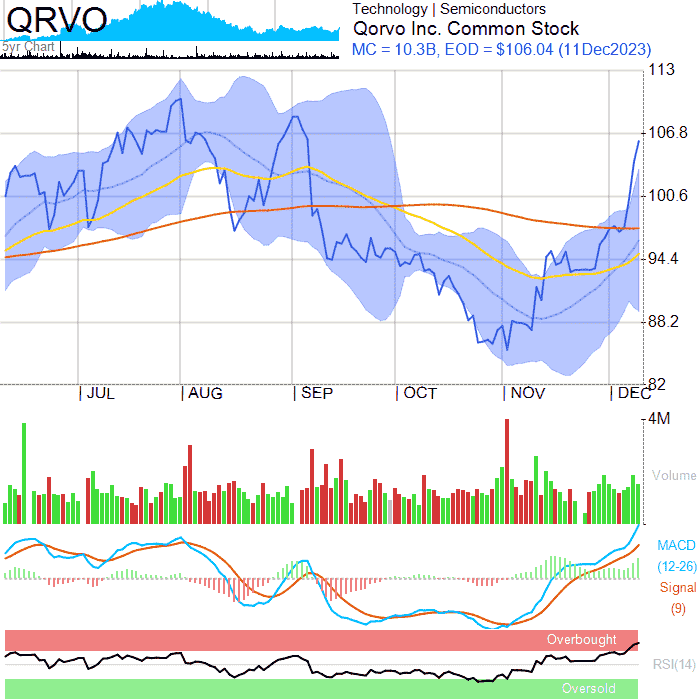 QRVO
5yr Chart
Technology | Semiconductors
Qorvo Inc. Common Stock
MC = 10.3B, EOD = $106.04 (11Dec2023)
113
106.8
100.6
94.4
88.2
82
| JUL | AUG | SEP | OCT | NOV | DEC
4M
Volume
MACD
(12-26)
Signal
(9)
Overbought
RSI(14)
Oversold